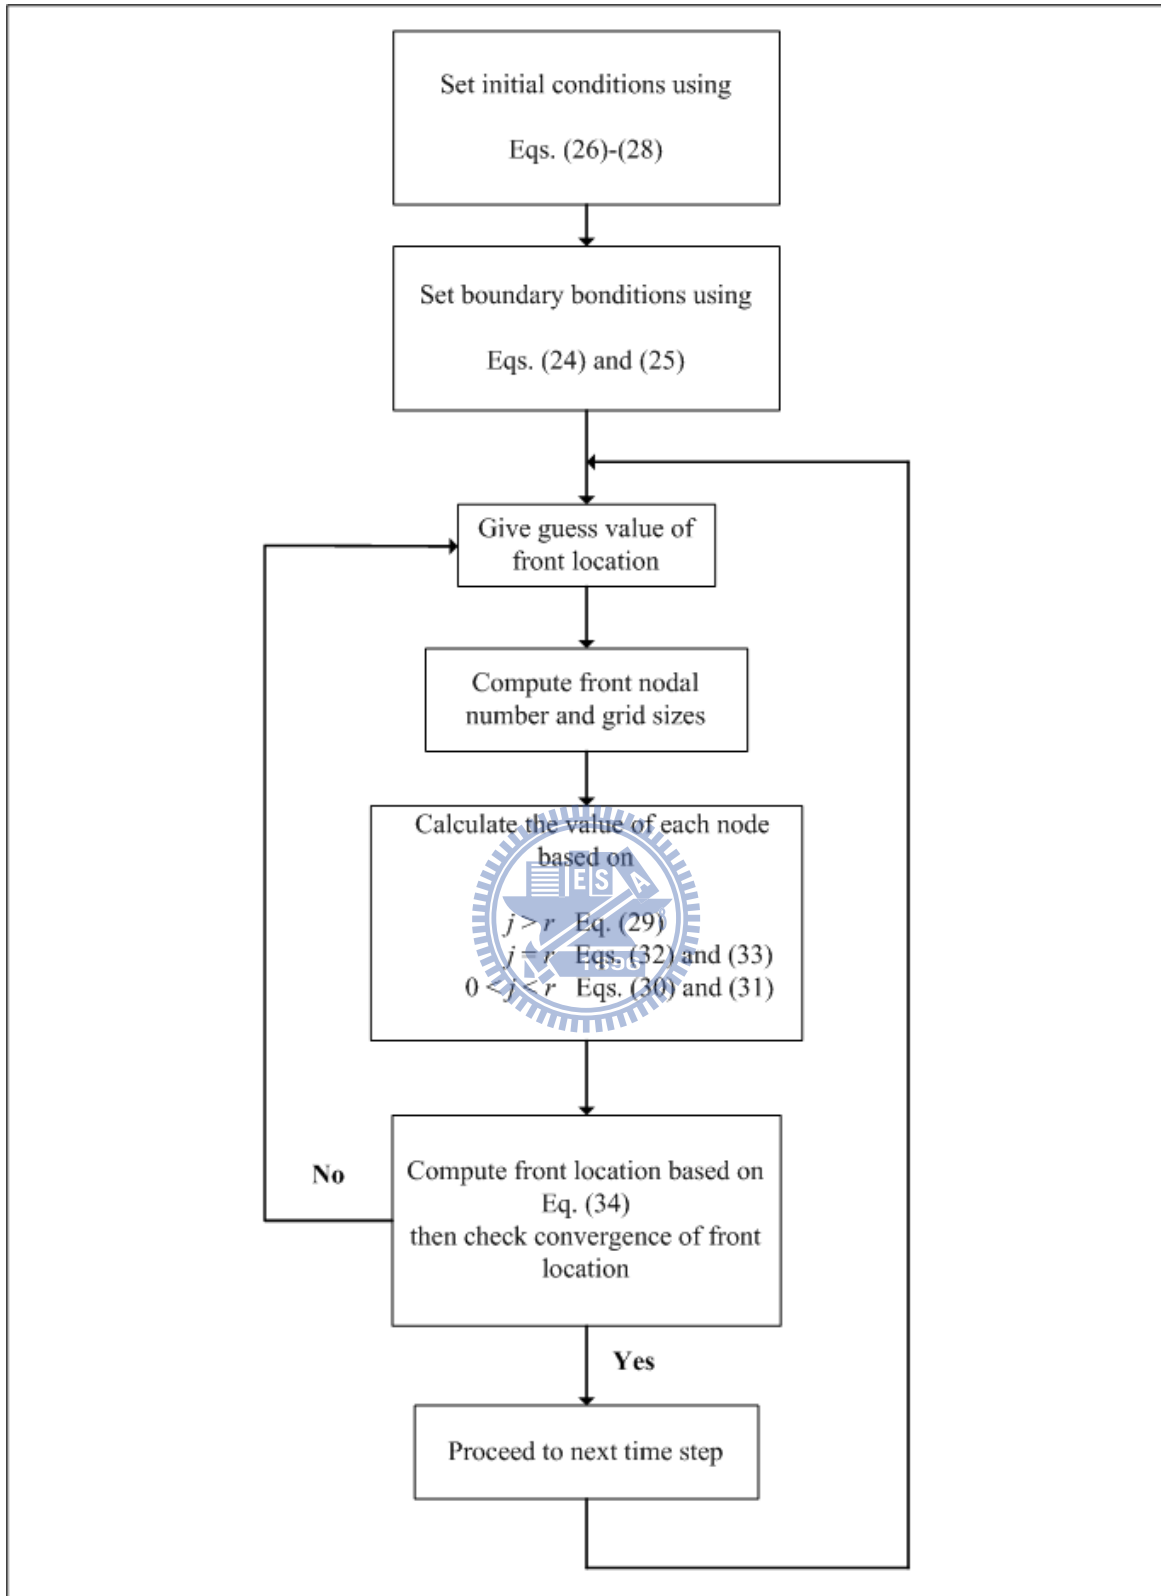 Set initial conditions using
Eqs. (26)-(28)
Set boundary bonditions using
Eqs. (24) and (25)
Give guess value of
front location
Compute front nodal
number and grid sizes
Calculate the value of each node
based on
j > r Eq. (29)
j = r Eqs. (32) and (33)
0 < j < r Eqs. (30) and (31)
E S A
1896
No
Compute front location based on
Eq. (34)
then check convergence of front
location
Yes
Proceed to next time step